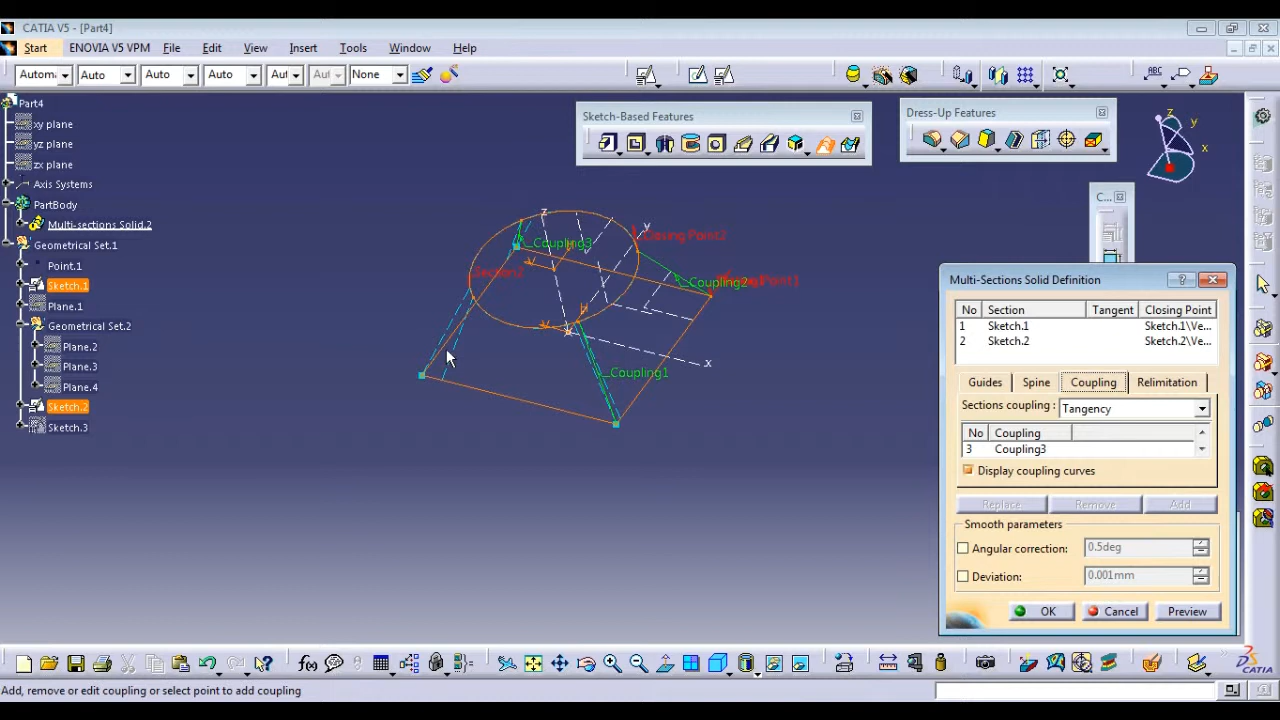 CATIA V5 - [Part4]
Start ENOVIA V5 VPM File Edit View Insert Tools Window Help
Autom Auto Auto Auto Aut Aut None
ABC
Part4
xy plane
yz plane
zx plane
Axis Systems
PartBody
Multi-sections Solid.2
Geometrical Set.1
Point.1
Sketch.1
Plane.1
Geometrical Set.2
Plane.2
Plane.3
Plane.4
Sketch.2
Sketch.3
Sketch-Based Features
Dress-Up Features
C...
z
y
x
z
y
Closing Point2
Coupling3
Section2
Coupling2
x
Coupling1
Multi-Sections Solid Definition
No Section Tangent Closing Point
1 Sketch.1 Sketch.1\Ve...
2 Sketch.2 Sketch.2\Ve...
Guides Spine Coupling Relimitation
Sections coupling : Tangency
No Coupling
3 Coupling3
Display coupling curves
Replace Remove Add
Smooth parameters
Angular correction: 0.5deg
Deviation: 0.001mm
OK Cancel Preview
f(x)
CATIA
Add, remove or edit coupling or select point to add coupling